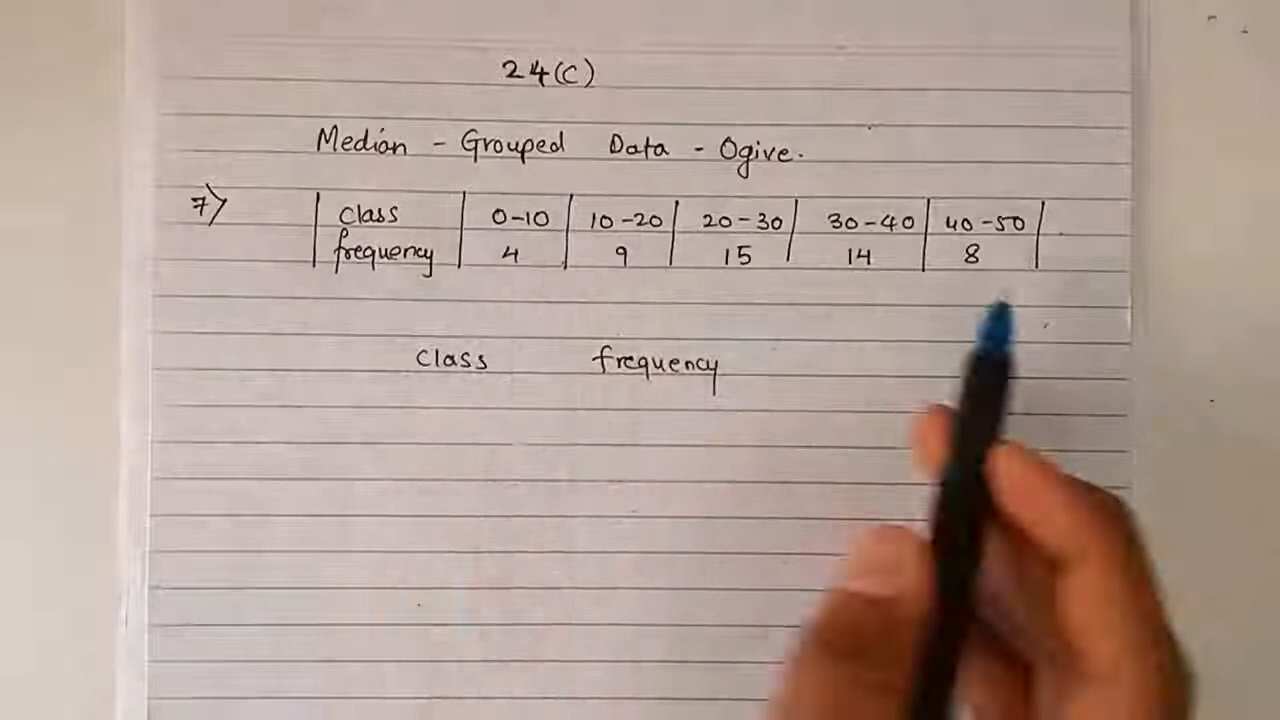 24(C)
Median - Grouped Data - Ogive.
7) class 0-10 10-20 20-30 30-40 40-50
frequency 4 9 15 14 8
class frequency